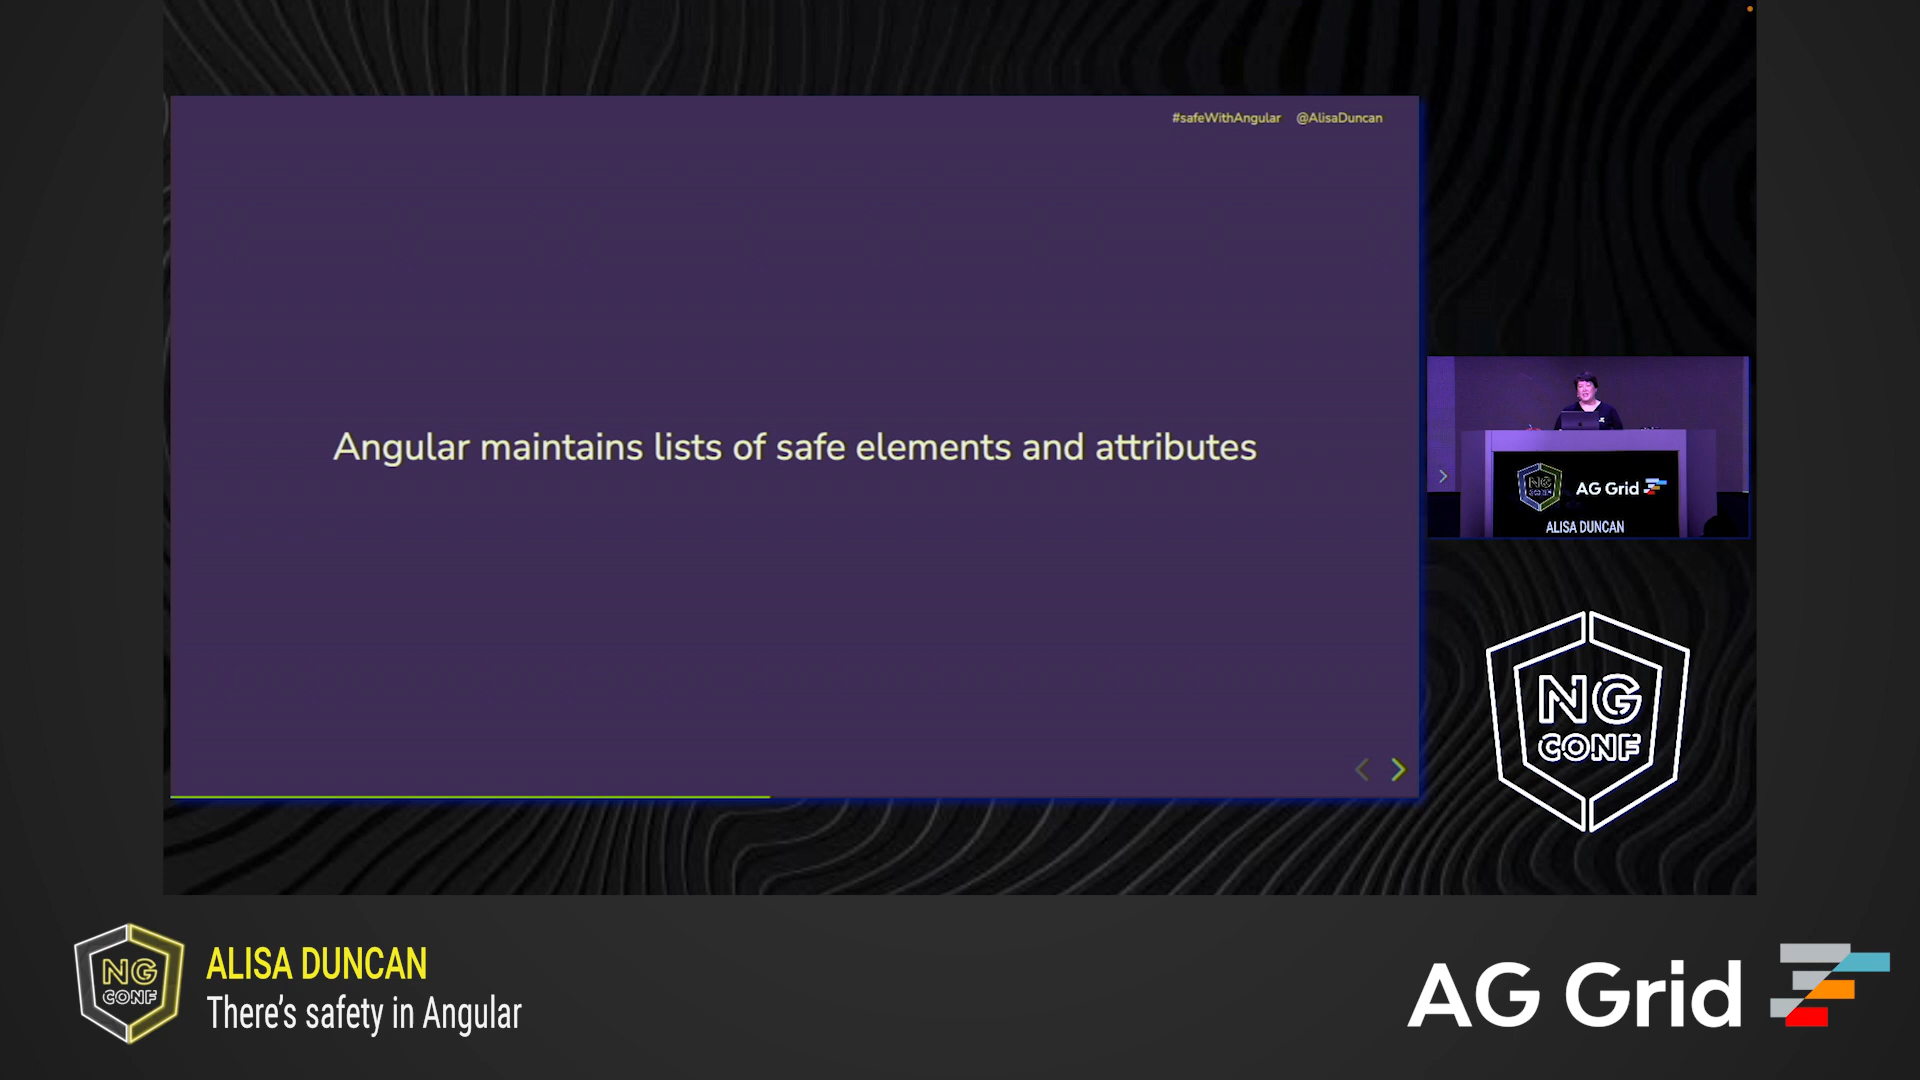 #safeWithAngular @AlisaDuncan
Angular maintains lists of safe elements and attributes
NG
CONF
AG Grid
ALISA DUNCAN
NG
CONF
NG
CONF
ALISA DUNCAN
There’s safety in Angular
AG Grid